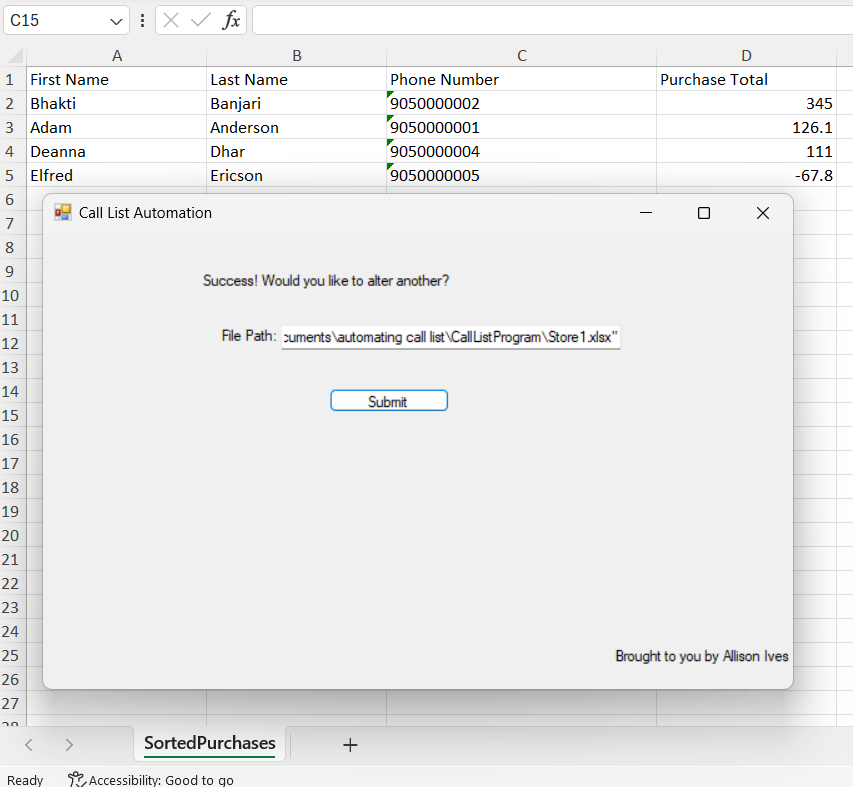 C15 fx
A B C D
1 First Name Last Name Phone Number Purchase Total
2 Bhakti Banjari 9050000002 345
3 Adam Anderson 9050000001 126.1
4 Deanna Dhar 9050000004 111
5 Elfred Ericson 9050000005 -67.8
6
7 Call List Automation
8
9
10 Success! Would you like to alter another?
11
12 File Path: cuments\automating call list\CallListProgram\Store1.xlsx"
13
14
15 Submit
16
17
18
19
20
21
22
23
24
25 Brought to you by Allison Ives
26
27
28
SortedPurchases
Ready Accessibility: Good to go